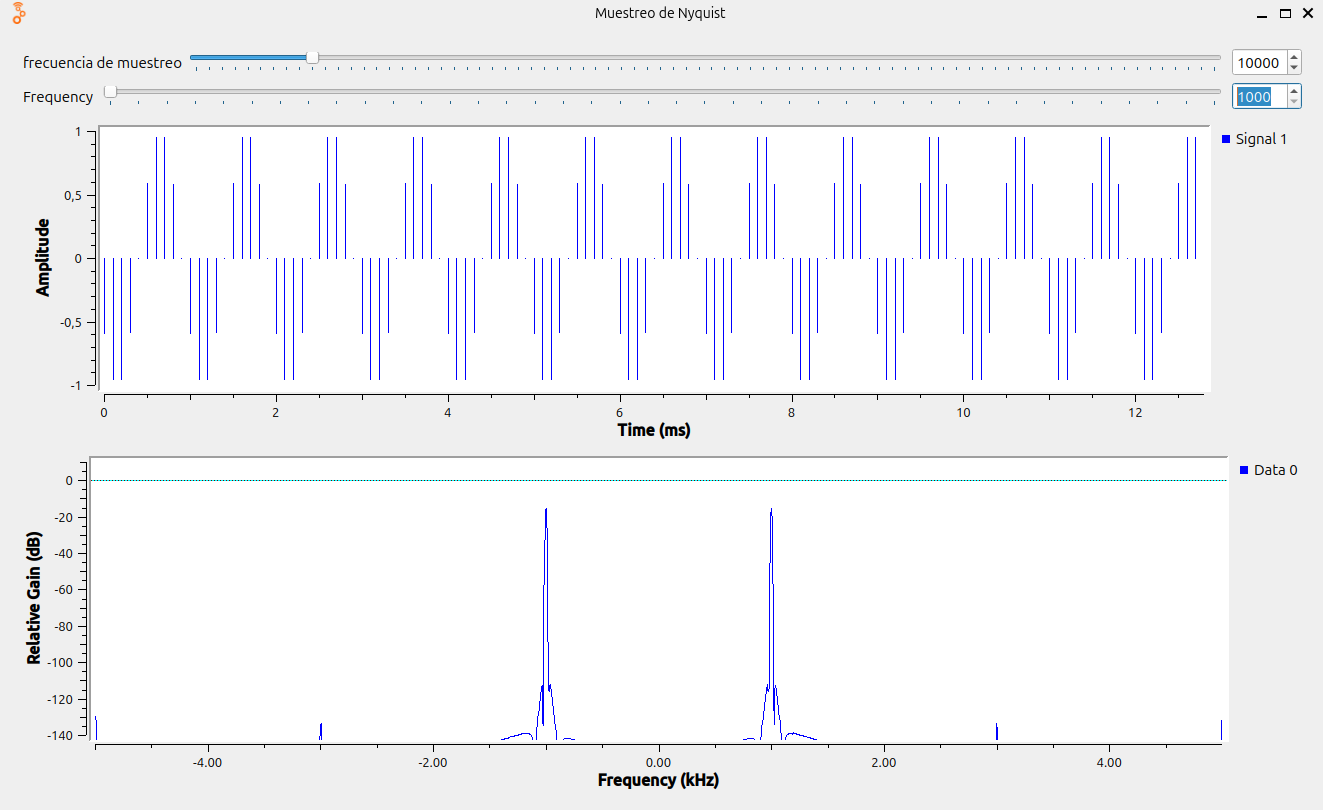 Muestreo de Nyquist
frecuencia de muestreo 10000
Frequency 1000
Signal 1
1
0,5
0
-0,5
-1
Amplitude
0 2 4 6 8 10 12
Time (ms)
Data 0
0
-20
-40
-60
-80
-100
-120
-140
Relative Gain (dB)
-4.00 -2.00 0.00 2.00 4.00
Frequency (kHz)